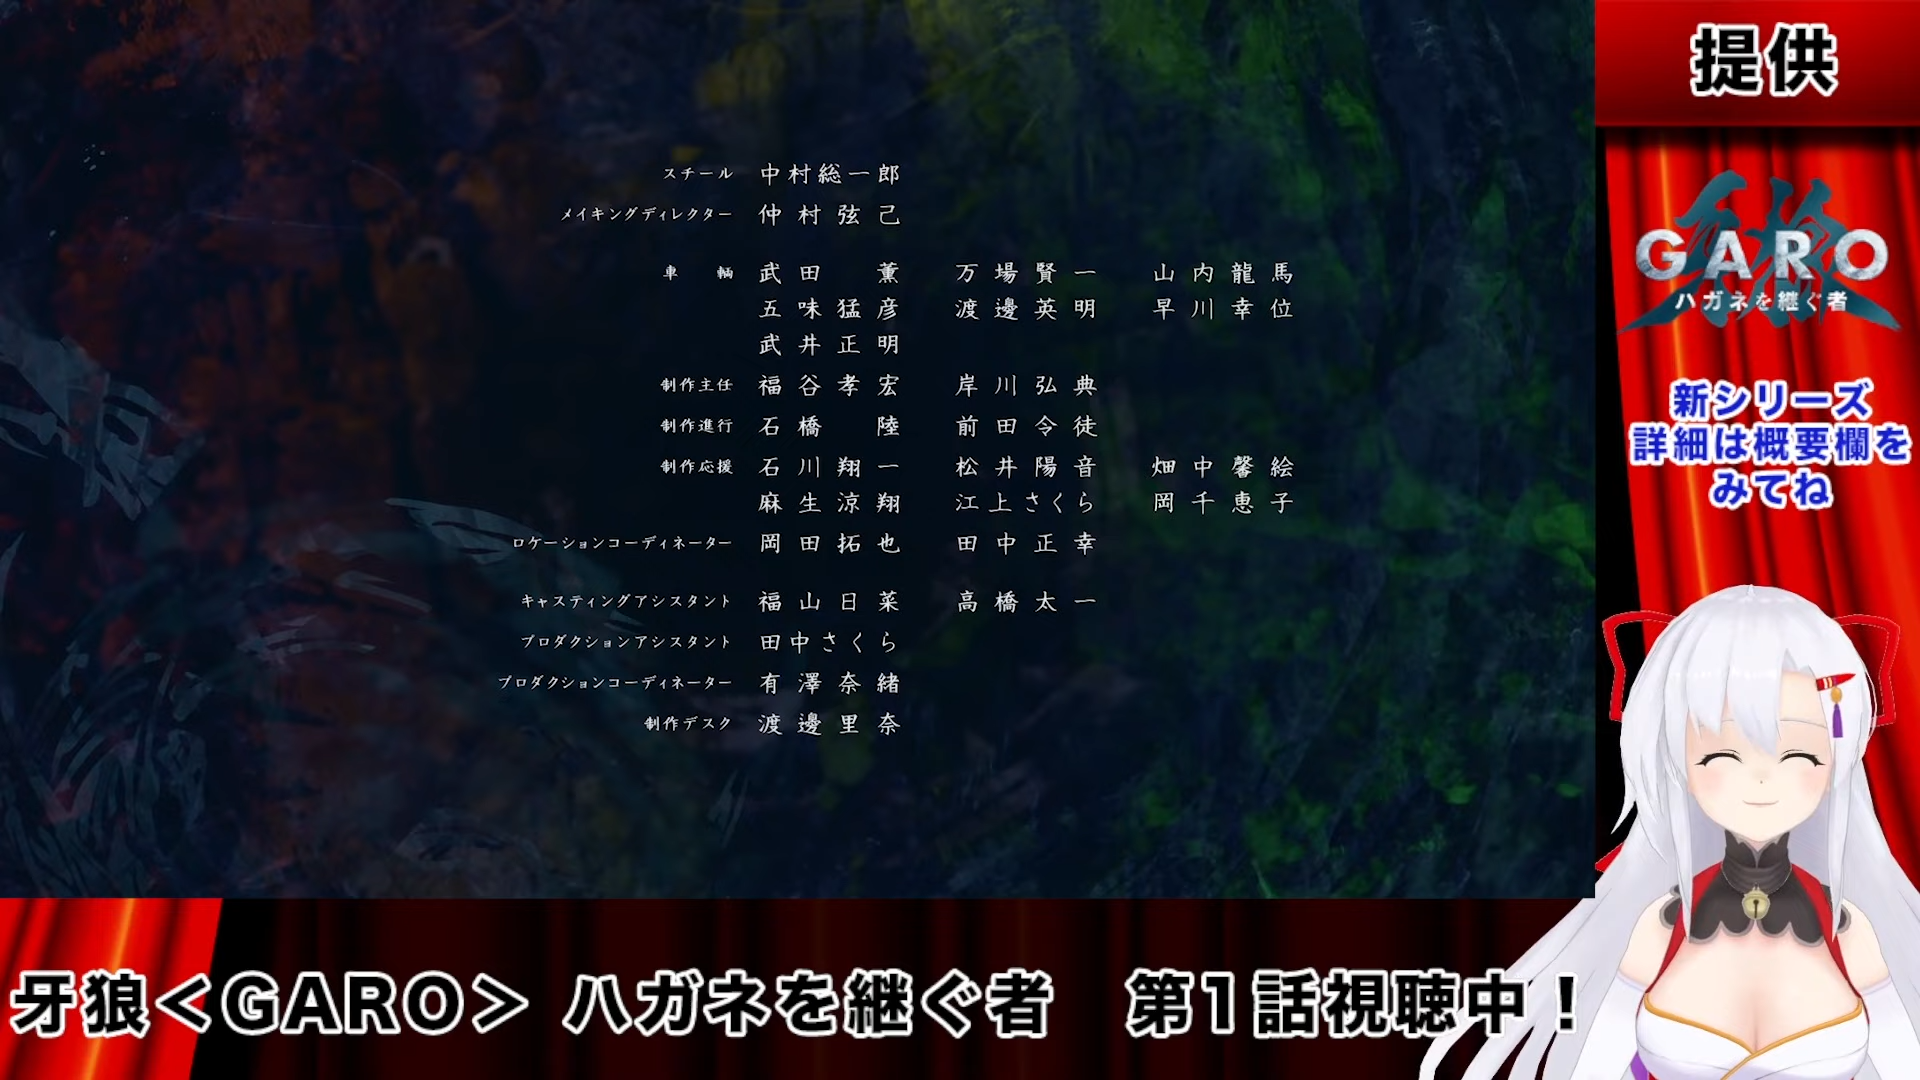 スチール 中村総一郎
メイキングディレクター 仲村弦己
車輌 武田 薫 万場賢一 山内龍馬
五味猛彦 渡邊英明 早川幸位
武井正明
制作主任 福谷孝宏 岸川弘典
制作進行 石橋 陸 前田令徒
制作応援 石川翔一 松井陽音 畑中馨絵
麻生涼翔 江上さくら 岡千恵子
ロケーションコーディネーター 岡田拓也 田中正幸
キャスティングアシスタント 福山日菜 高橋太一
プロダクションアシスタント 田中さくら
プロダクションコーディネーター 有澤奈緒
制作デスク 渡邊里奈
提供
牙狼
GARO
ハガネを継ぐ者
新シリーズ
詳細は概要欄を
みてね
牙狼＜GARO＞ ハガネを継ぐ者　第1話視聴中！